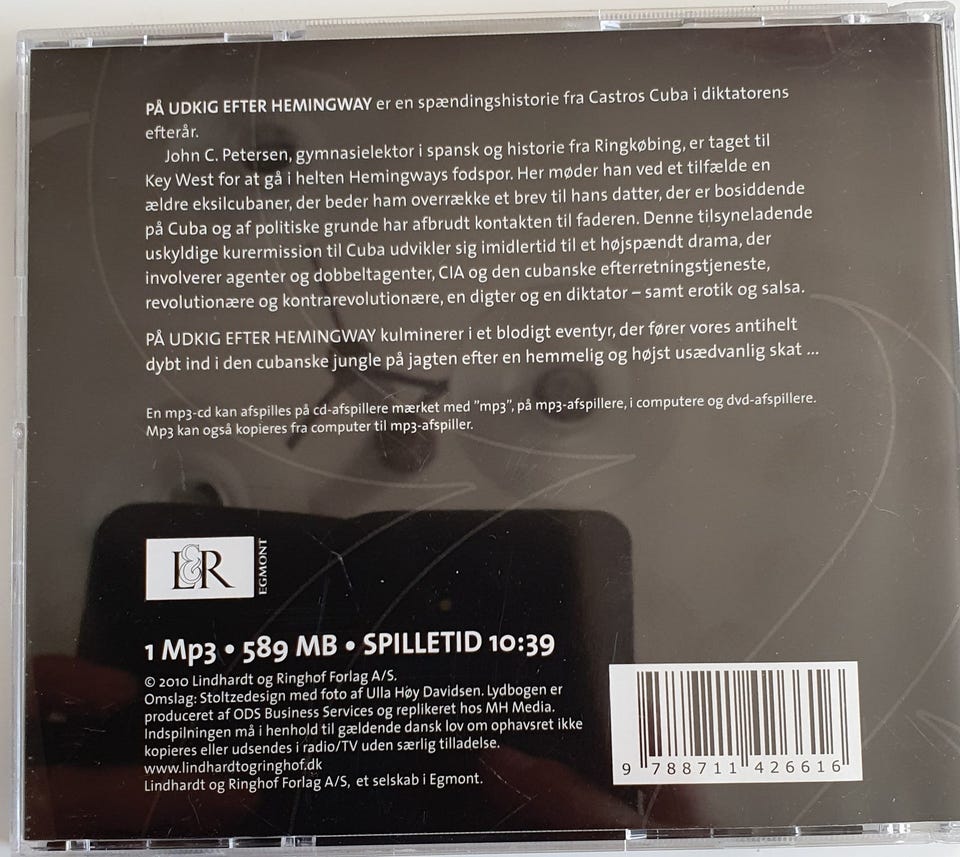 PÅ UDKIG EFTER HEMINGWAY er en spændingshistorie fra Castros Cuba i diktatorens
efterår.
John C. Petersen, gymnasielektor i spansk og historie fra Ringkøbing, er taget til
Key West for at gå i helten Hemingways fodspor. Her møder han ved et tilfælde en
ældre eksilcubaner, der beder ham overrække et brev til hans datter, der er bosiddende
på Cuba og af politiske grunde har afbrudt kontakten til faderen. Denne tilsyneladende
uskyldige kurermission til Cuba udvikler sig imidlertid til et højspændt drama, der
involverer agenter og dobbeltagenter, CIA og den cubanske efterretningstjeneste,
revolutionære og kontrarevolutionære, en digter og en diktator – samt erotik og salsa.
PÅ UDKIG EFTER HEMINGWAY kulminerer i et blodigt eventyr, der fører vores antihelt
dybt ind i den cubanske jungle på jagten efter en hemmelig og højst usædvanlig skat ...
En mp3-cd kan afspilles på cd-afspillere mærket med ”mp3”, på mp3-afspillere, i computere og dvd-afspillere.
Mp3 kan også kopieres fra computer til mp3-afspiller.
L&R
EGMONT
1 Mp3 • 589 MB • SPILLETID 10:39
© 2010 Lindhardt og Ringhof Forlag A/S.
Omslag: Stoltzedesign med foto af Ulla Høy Davidsen. Lydbogen er
produceret af ODS Business Services og replikeret hos MH Media.
Indspilningen må i henhold til gældende dansk lov om ophavsret ikke
kopieres eller udsendes i radio/TV uden særlig tilladelse.
www.lindhardtogringhof.dk
Lindhardt og Ringhof Forlag A/S, et selskab i Egmont.
9 788711 426616